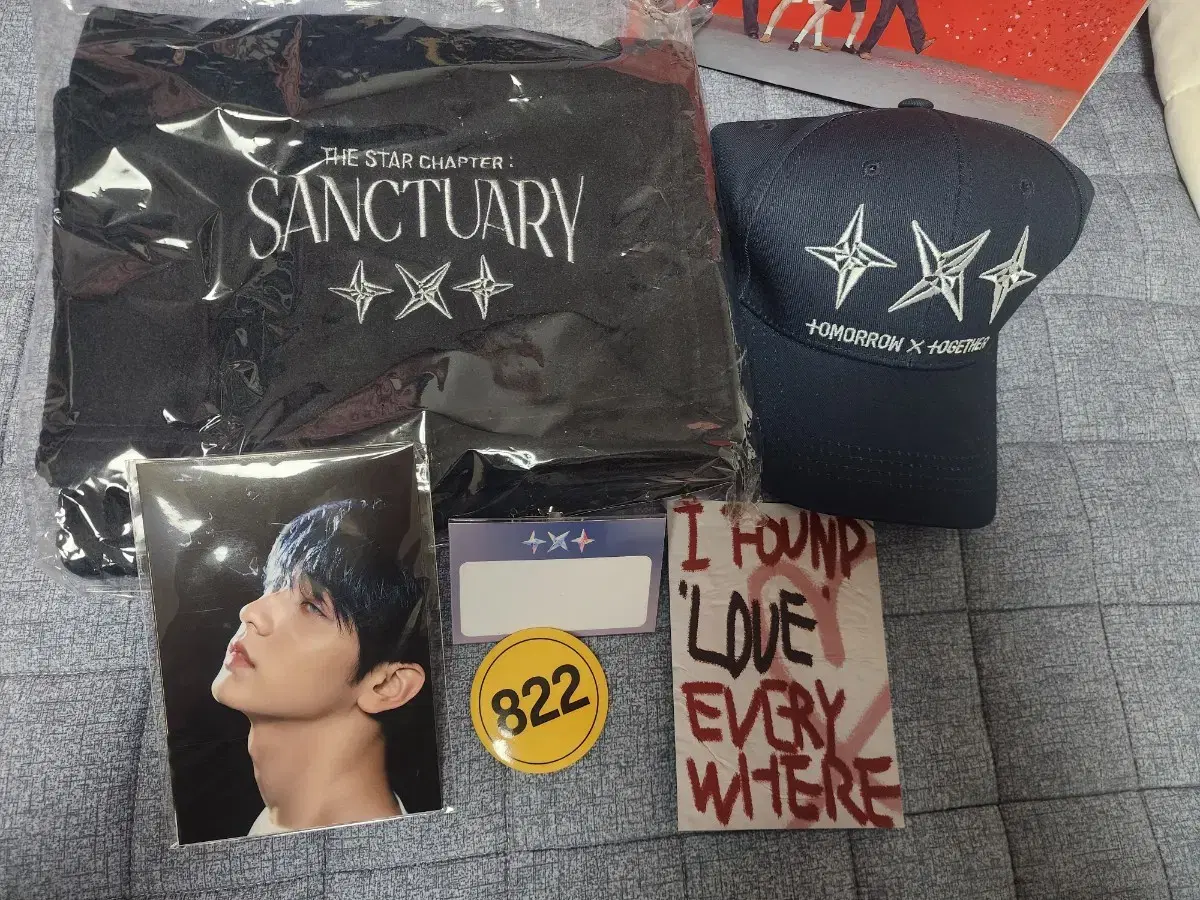 THE STAR CHAPTER :
SANCTUARY
TOMORROW X TOGETHER
822
I FOUND
'LOVE'
EVERY
WHERE